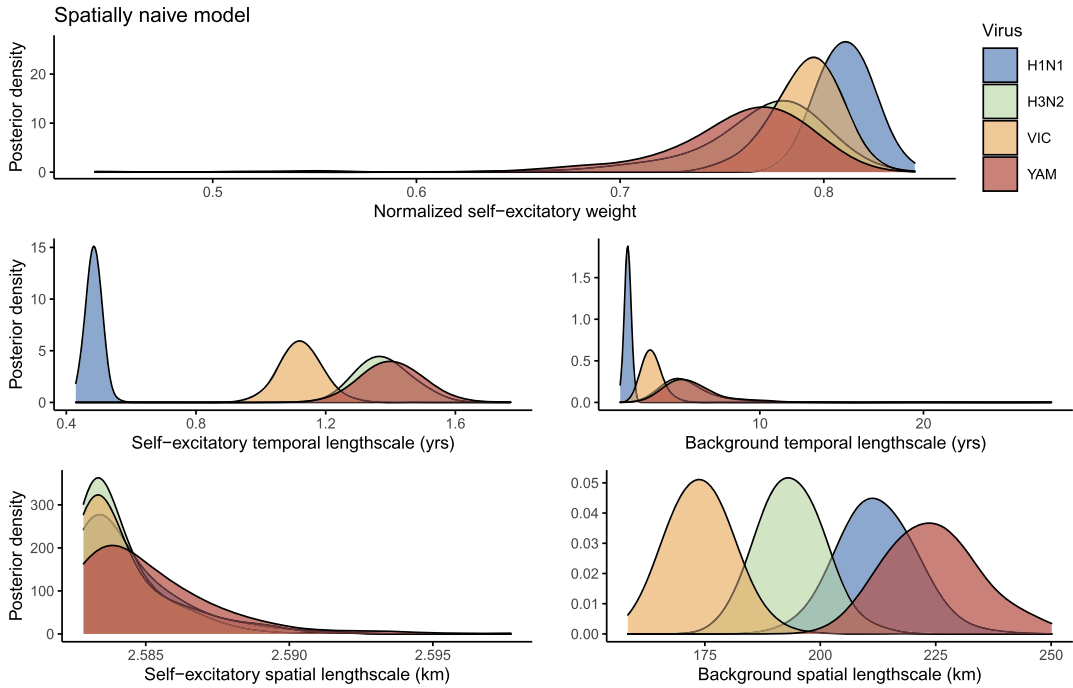 Spatially naive model
Virus
H1N1
H3N2
VIC
YAM
Posterior density
20
10
0
0.5 0.6 0.7 0.8
Normalized self−excitatory weight
Posterior density
15
10
5
0
0.4 0.8 1.2 1.6
Self−excitatory temporal lengthscale (yrs)
1.5
1.0
0.5
0.0
10 20
Background temporal lengthscale (yrs)
Posterior density
300
200
100
0
2.585 2.590 2.595
Self−excitatory spatial lengthscale (km)
0.05
0.04
0.03
0.02
0.01
0.00
175 200 225 250
Background spatial lengthscale (km)